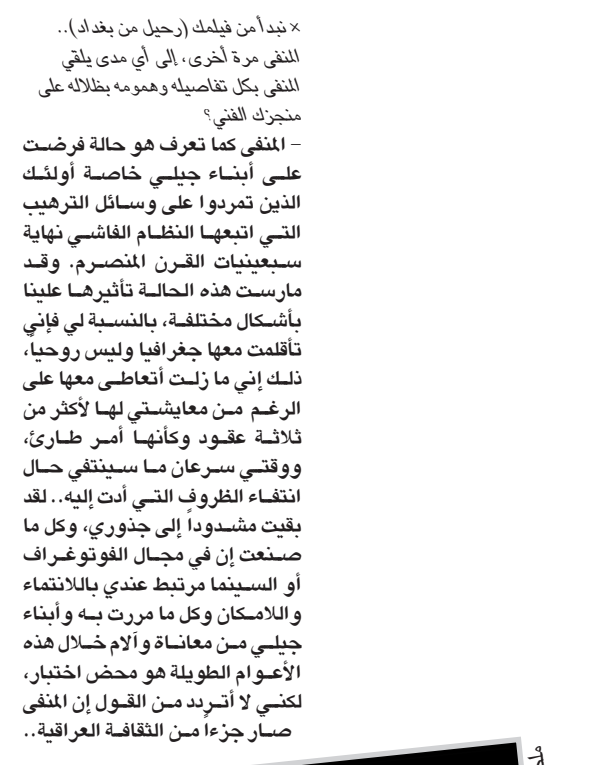 × نبدأ من فيلمك (رحيل من بغداد)..
المنفى مرة أخرى، إلى أي مدى يلقي
المنفى بكل تفاصيله وهمومه بظلاله على
منجزك الفني؟
– المنفى كما تعرف هو حالة فرضت
على أبناء جيلي خاصة أولئك
الذين تمردوا على وسائل الترهيب
التي اتبعها النظام الفاشي نهاية
سبعينيات القرن المنصرم. وقد
مارست هذه الحالة تأثيرها علينا
بأشكال مختلفة، بالنسبة لي فإني
تأقلمت معها جغرافيا وليس روحياً،
ذلك إني ما زلت أتعاطى معها على
الرغم من معايشتي لها لأكثر من
ثلاثة عقود وكأنها أمر طارئ،
ووقتي سرعان ما سينتفي حال
انتفاء الظروف التي أدت إليه.. لقد
بقيت مشدوداً إلى جذوري، وكل ما
صنعت إن في مجال الفوتوغراف
أو السينما مرتبط عندي باللانتماء
واللامكان وكل ما مررت به وأبناء
جيلي من معاناة وآلام خلال هذه
الأعوام الطويلة هو محض اختبار،
لكني لا أتردد من القول إن المنفى
صار جزءاً من الثقافة العراقية..